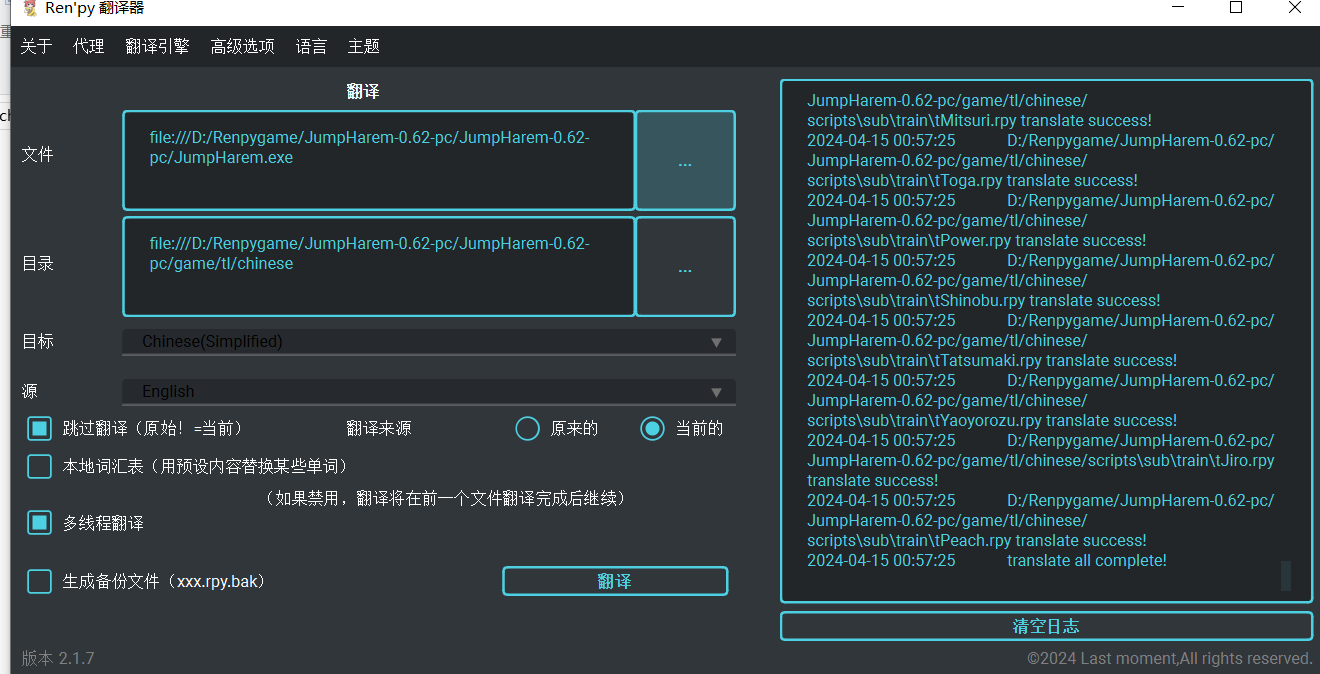 Ren'py 翻译器
关于 代理 翻译引擎 高级选项 语言 主题
翻译
文件
file:///D:/Renpygame/JumpHarem-0.62-pc/JumpHarem-0.62-
pc/JumpHarem.exe
...
目录
file:///D:/Renpygame/JumpHarem-0.62-pc/JumpHarem-0.62-
pc/game/tl/chinese
...
目标
Chinese(Simplified)
源
English
跳过翻译（原始！=当前） 翻译来源 原来的 当前的
本地词汇表（用预设内容替换某些单词）
（如果禁用，翻译将在前一个文件翻译完成后继续）
多线程翻译
生成备份文件（xxx.rpy.bak）
翻译
版本 2.1.7
JumpHarem-0.62-pc/game/tl/chinese/
scripts\sub\train\tMitsuri.rpy translate success!
2024-04-15 00:57:25 D:/Renpygame/JumpHarem-0.62-pc/
JumpHarem-0.62-pc/game/tl/chinese/
scripts\sub\train\tToga.rpy translate success!
2024-04-15 00:57:25 D:/Renpygame/JumpHarem-0.62-pc/
JumpHarem-0.62-pc/game/tl/chinese/
scripts\sub\train\tPower.rpy translate success!
2024-04-15 00:57:25 D:/Renpygame/JumpHarem-0.62-pc/
JumpHarem-0.62-pc/game/tl/chinese/
scripts\sub\train\tShinobu.rpy translate success!
2024-04-15 00:57:25 D:/Renpygame/JumpHarem-0.62-pc/
JumpHarem-0.62-pc/game/tl/chinese/
scripts\sub\train\tTatsumaki.rpy translate success!
2024-04-15 00:57:25 D:/Renpygame/JumpHarem-0.62-pc/
JumpHarem-0.62-pc/game/tl/chinese/
scripts\sub\train\tYaoyorozu.rpy translate success!
2024-04-15 00:57:25 D:/Renpygame/JumpHarem-0.62-pc/
JumpHarem-0.62-pc/game/tl/chinese/scripts\sub\train\tJiro.rpy
translate success!
2024-04-15 00:57:25 D:/Renpygame/JumpHarem-0.62-pc/
JumpHarem-0.62-pc/game/tl/chinese/
scripts\sub\train\tPeach.rpy translate success!
2024-04-15 00:57:25 translate all complete!
清空日志
©2024 Last moment,All rights reserved.